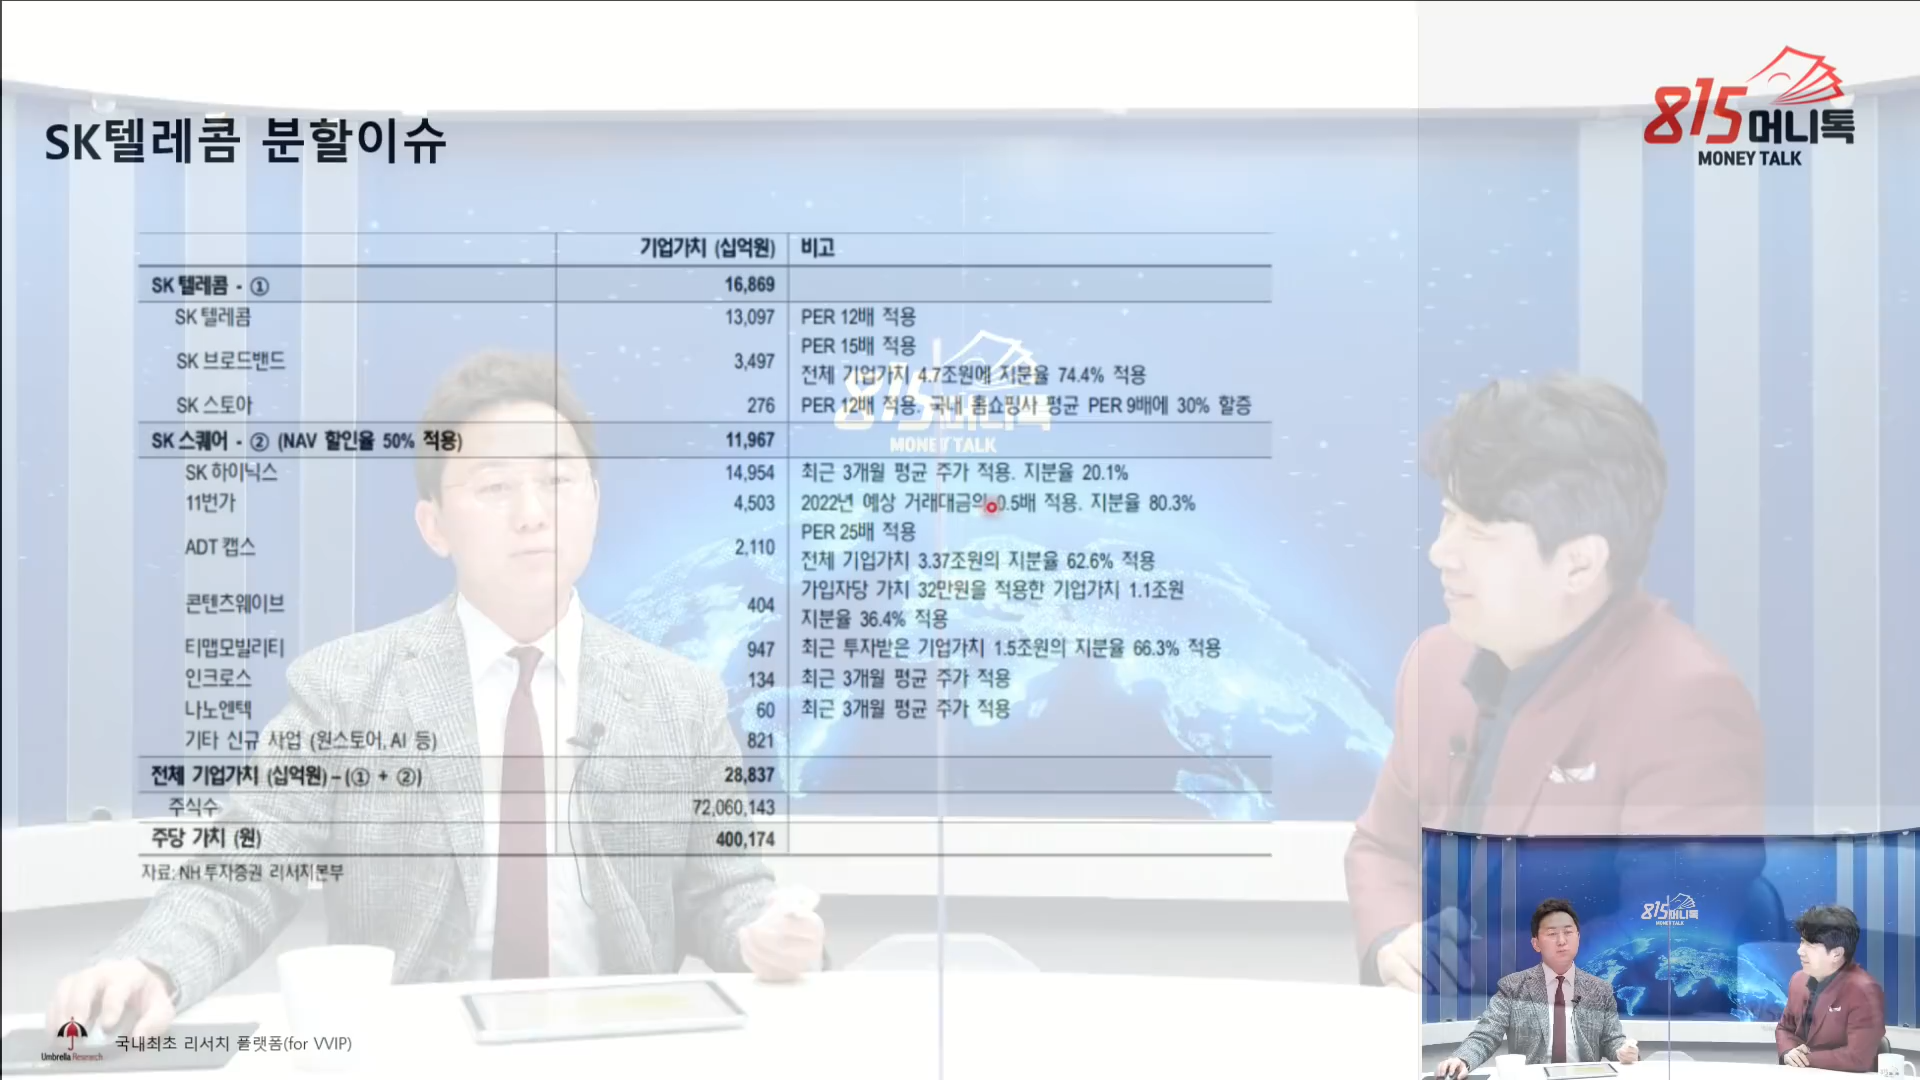 815머니톡
MONEY TALK
SK텔레콤 분할이슈
기업가치 (십억원) 비고
SK 텔레콤 - ① 16,869
SK 텔레콤 13,097 PER 12배 적용
SK 브로드밴드 3,497 PER 15배 적용
전체 기업가치 4.7조원에 지분율 74.4% 적용
SK 스토아 276 PER 12배 적용. 국내 홈쇼핑사 평균 PER 9배에 30% 할증
SK 스퀘어 - ② (NAV 할인율 50% 적용) 11,967
SK 하이닉스 14,954 최근 3개월 평균 주가 적용. 지분율 20.1%
11번가 4,503 2022년 예상 거래대금의 0.5배 적용. 지분율 80.3%
ADT 캡스 2,110 PER 25배 적용
전체 기업가치 3.37조원의 지분율 62.6% 적용
콘텐츠웨이브 404 가입자당 가치 32만원을 적용한 기업가치 1.1조원
지분율 36.4% 적용
티맵모빌리티 947 최근 투자받은 기업가치 1.5조원의 지분율 66.3% 적용
인크로스 134 최근 3개월 평균 주가 적용
나노엔텍 60 최근 3개월 평균 주가 적용
기타 신규 사업 (원스토어, AI 등) 821
전체 기업가치 (십억원) – (① + ②) 28,837
주식수 72,060,143
주당 가치 (원) 400,174
자료: NH 투자증권 리서치본부
815머니톡
MONEY TALK
815머니톡
MONEY TALK
Umbrella Research
국내최초 리서치 플랫폼(for VVIP)